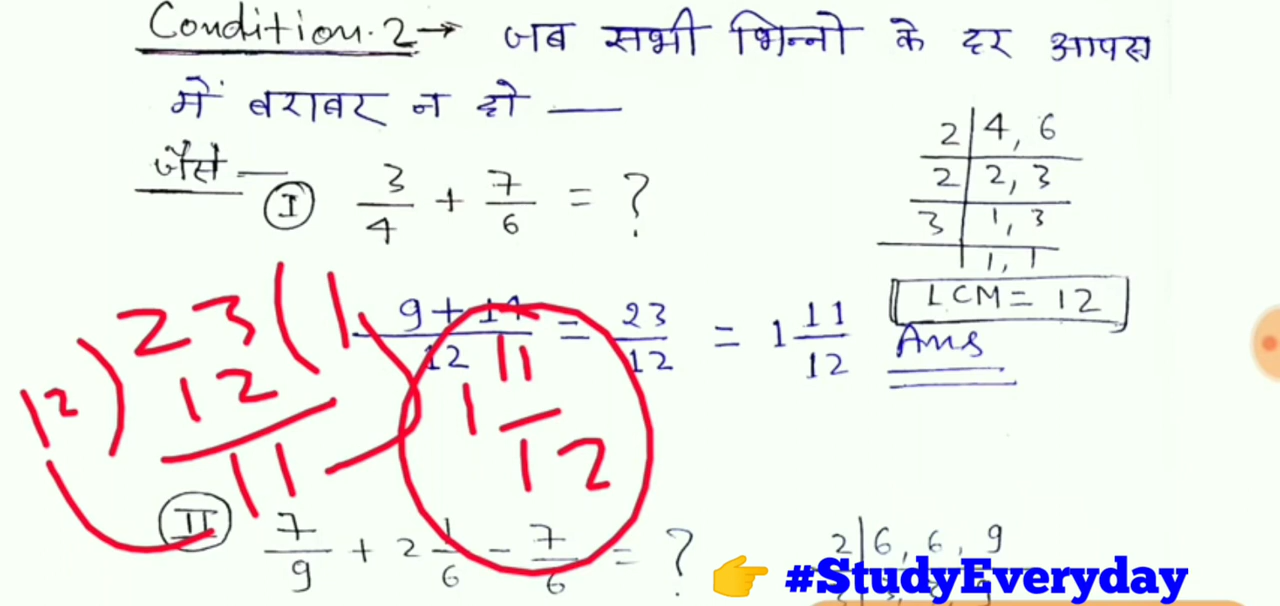 Condition.2→ जब सभी भिन्नो के हर आपस
में बराबर न हो —
जैसे —
I 3/4 + 7/6 = ?
2 | 4, 6
2 | 2, 3
3 | 1, 3
1, 1
LCM = 12
9+14/12 = 23/12 = 1 11/12 Ans
12) 23 (1
12
11
1 11/12
II 7/9 + 2 1/6 - 7/6 = ?
2 | 6, 6, 9
👉 #StudyEveryday